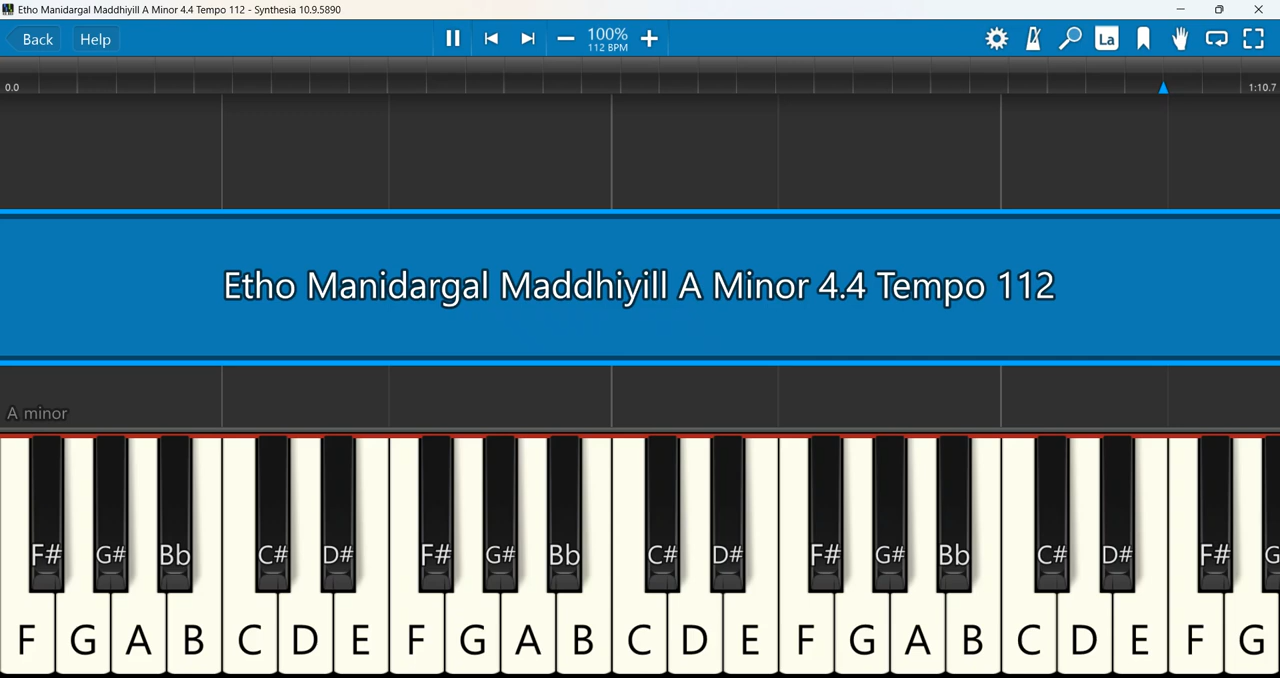 Etho Manidargal Maddhiyill A Minor 4.4 Tempo 112 - Synthesia 10.9.5890
Back Help 100% La
112 BPM
0.0 1:10.7
Etho Manidargal Maddhiyill A Minor 4.4 Tempo 112
A minor
F# G# Bb C# D# F# G# Bb C# D# F# G# Bb C# D# F# G
F G A B C D E F G A B C D E F G A B C D E F G